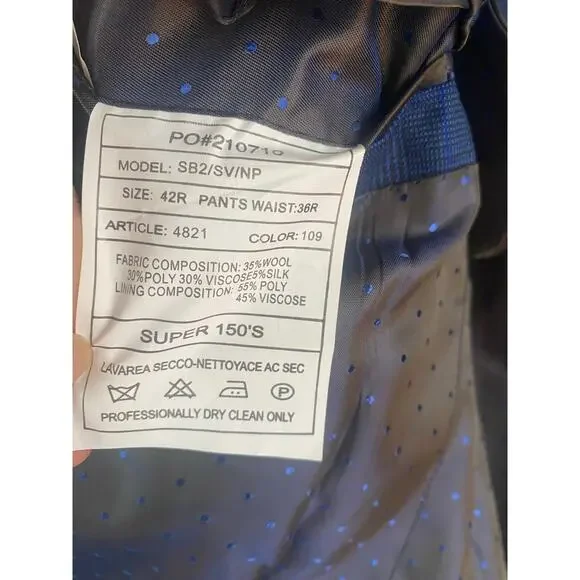 PO#210710
MODEL: SB2/SV/NP
SIZE: 42R PANTS WAIST:36R
ARTICLE: 4821 COLOR: 109
FABRIC COMPOSITION: 35%WOOL
30%POLY 30% VISCOSE5%SILK
LINING COMPOSITION: 55% POLY
45% VISCOSE
SUPER 150'S
LAVAREA SECCO-NETTOYACE AC SEC
P
PROFESSIONALLY DRY CLEAN ONLY